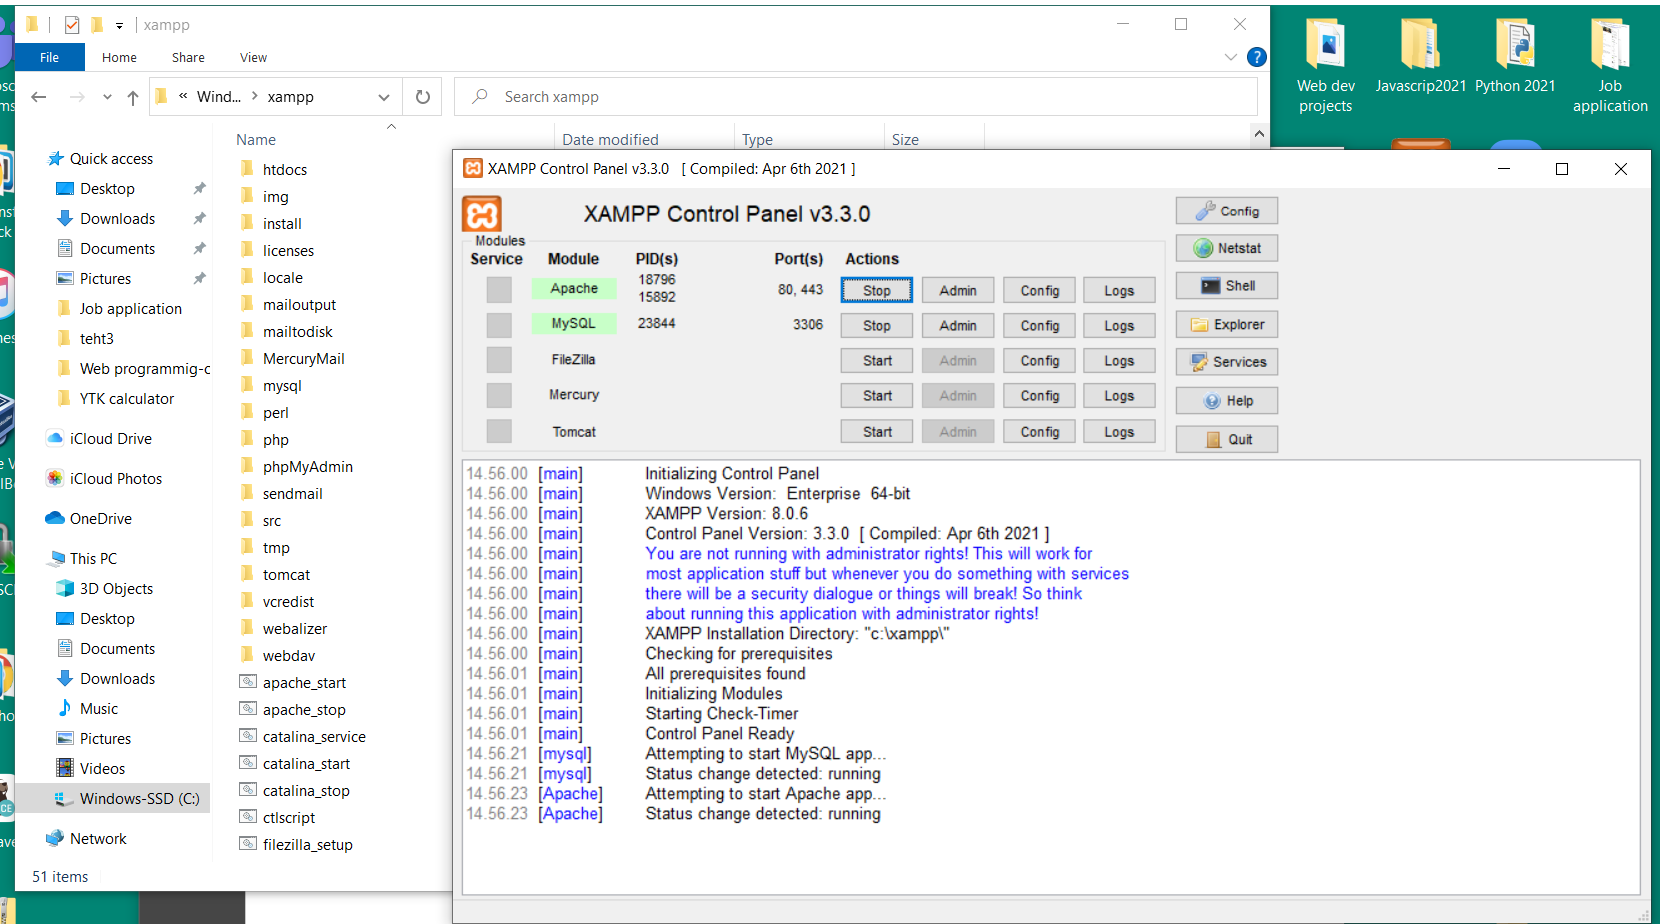 xampp
File Home Share View
« Wind... > xampp
Search xampp
Name Date modified Type Size
Quick access
Desktop
Downloads
Documents
Pictures
Job application
teht3
Web programmig-c
YTK calculator
iCloud Drive
iCloud Photos
OneDrive
This PC
3D Objects
Desktop
Documents
Downloads
Music
Pictures
Videos
Windows-SSD (C:)
Network
51 items
htdocs
img
install
licenses
locale
mailoutput
mailtodisk
MercuryMail
mysql
perl
php
phpMyAdmin
sendmail
src
tmp
tomcat
vcredist
webalizer
webdav
apache_start
apache_stop
catalina_service
catalina_start
catalina_stop
ctlscript
filezilla_setup
Web dev projects
Javascrip2021
Python 2021
Job application
XAMPP Control Panel v3.3.0 [ Compiled: Apr 6th 2021 ]
XAMPP Control Panel v3.3.0
Modules
Service Module PID(s) Port(s) Actions
Apache 18796 15892 80, 443 Stop Admin Config Logs
MySQL 23844 3306 Stop Admin Config Logs
FileZilla Start Admin Config Logs
Mercury Start Admin Config Logs
Tomcat Start Admin Config Logs
Config
Netstat
Shell
Explorer
Services
Help
Quit
14.56.00 [main] Initializing Control Panel
14.56.00 [main] Windows Version: Enterprise 64-bit
14.56.00 [main] XAMPP Version: 8.0.6
14.56.00 [main] Control Panel Version: 3.3.0 [ Compiled: Apr 6th 2021 ]
14.56.00 [main] You are not running with administrator rights! This will work for
14.56.00 [main] most application stuff but whenever you do something with services
14.56.00 [main] there will be a security dialogue or things will break! So think
14.56.00 [main] about running this application with administrator rights!
14.56.00 [main] XAMPP Installation Directory: "c:\xampp\"
14.56.00 [main] Checking for prerequisites
14.56.01 [main] All prerequisites found
14.56.01 [main] Initializing Modules
14.56.01 [main] Starting Check-Timer
14.56.01 [main] Control Panel Ready
14.56.21 [mysql] Attempting to start MySQL app...
14.56.21 [mysql] Status change detected: running
14.56.23 [Apache] Attempting to start Apache app...
14.56.23 [Apache] Status change detected: running